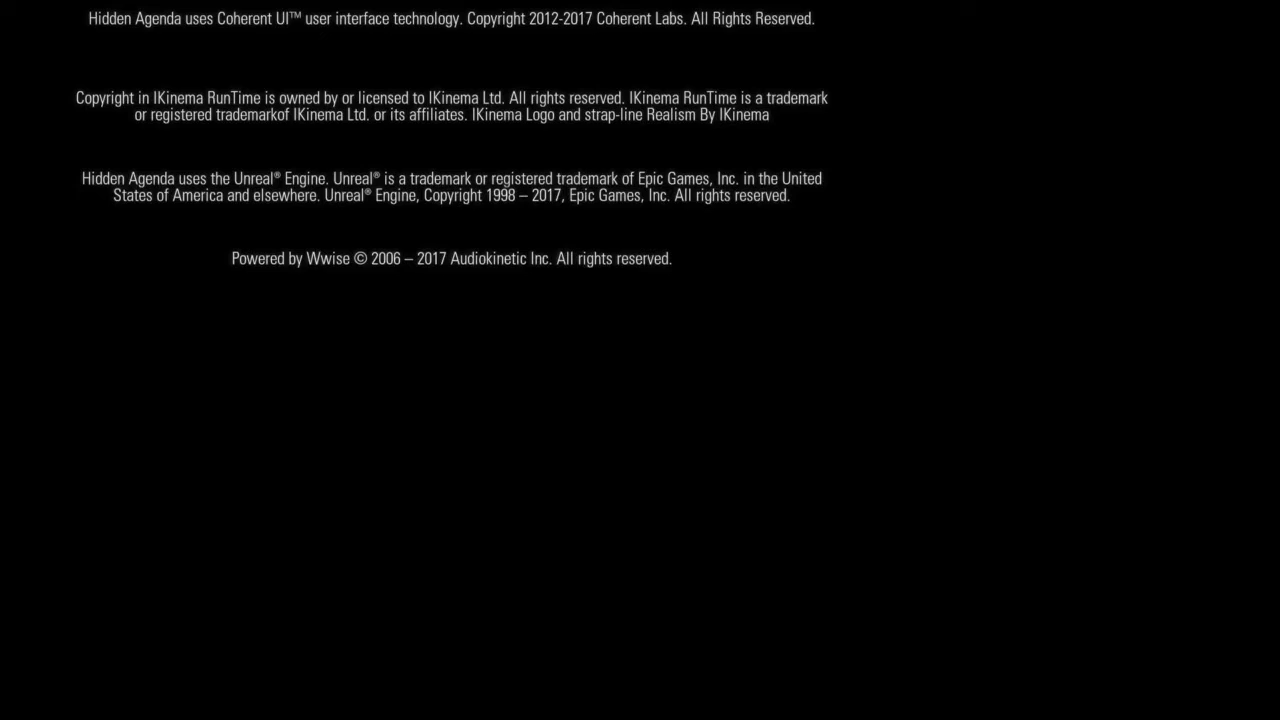 Hidden Agenda uses Coherent UI™ user interface technology. Copyright 2012-2017 Coherent Labs. All Rights Reserved.
Copyright in IKinema RunTime is owned by or licensed to IKinema Ltd. All rights reserved. IKinema RunTime is a trademark
or registered trademarkof IKinema Ltd. or its affiliates. IKinema Logo and strap-line Realism By IKinema
Hidden Agenda uses the Unreal® Engine. Unreal® is a trademark or registered trademark of Epic Games, Inc. in the United
States of America and elsewhere. Unreal® Engine, Copyright 1998 – 2017, Epic Games, Inc. All rights reserved.
Powered by Wwise © 2006 – 2017 Audiokinetic Inc. All rights reserved.